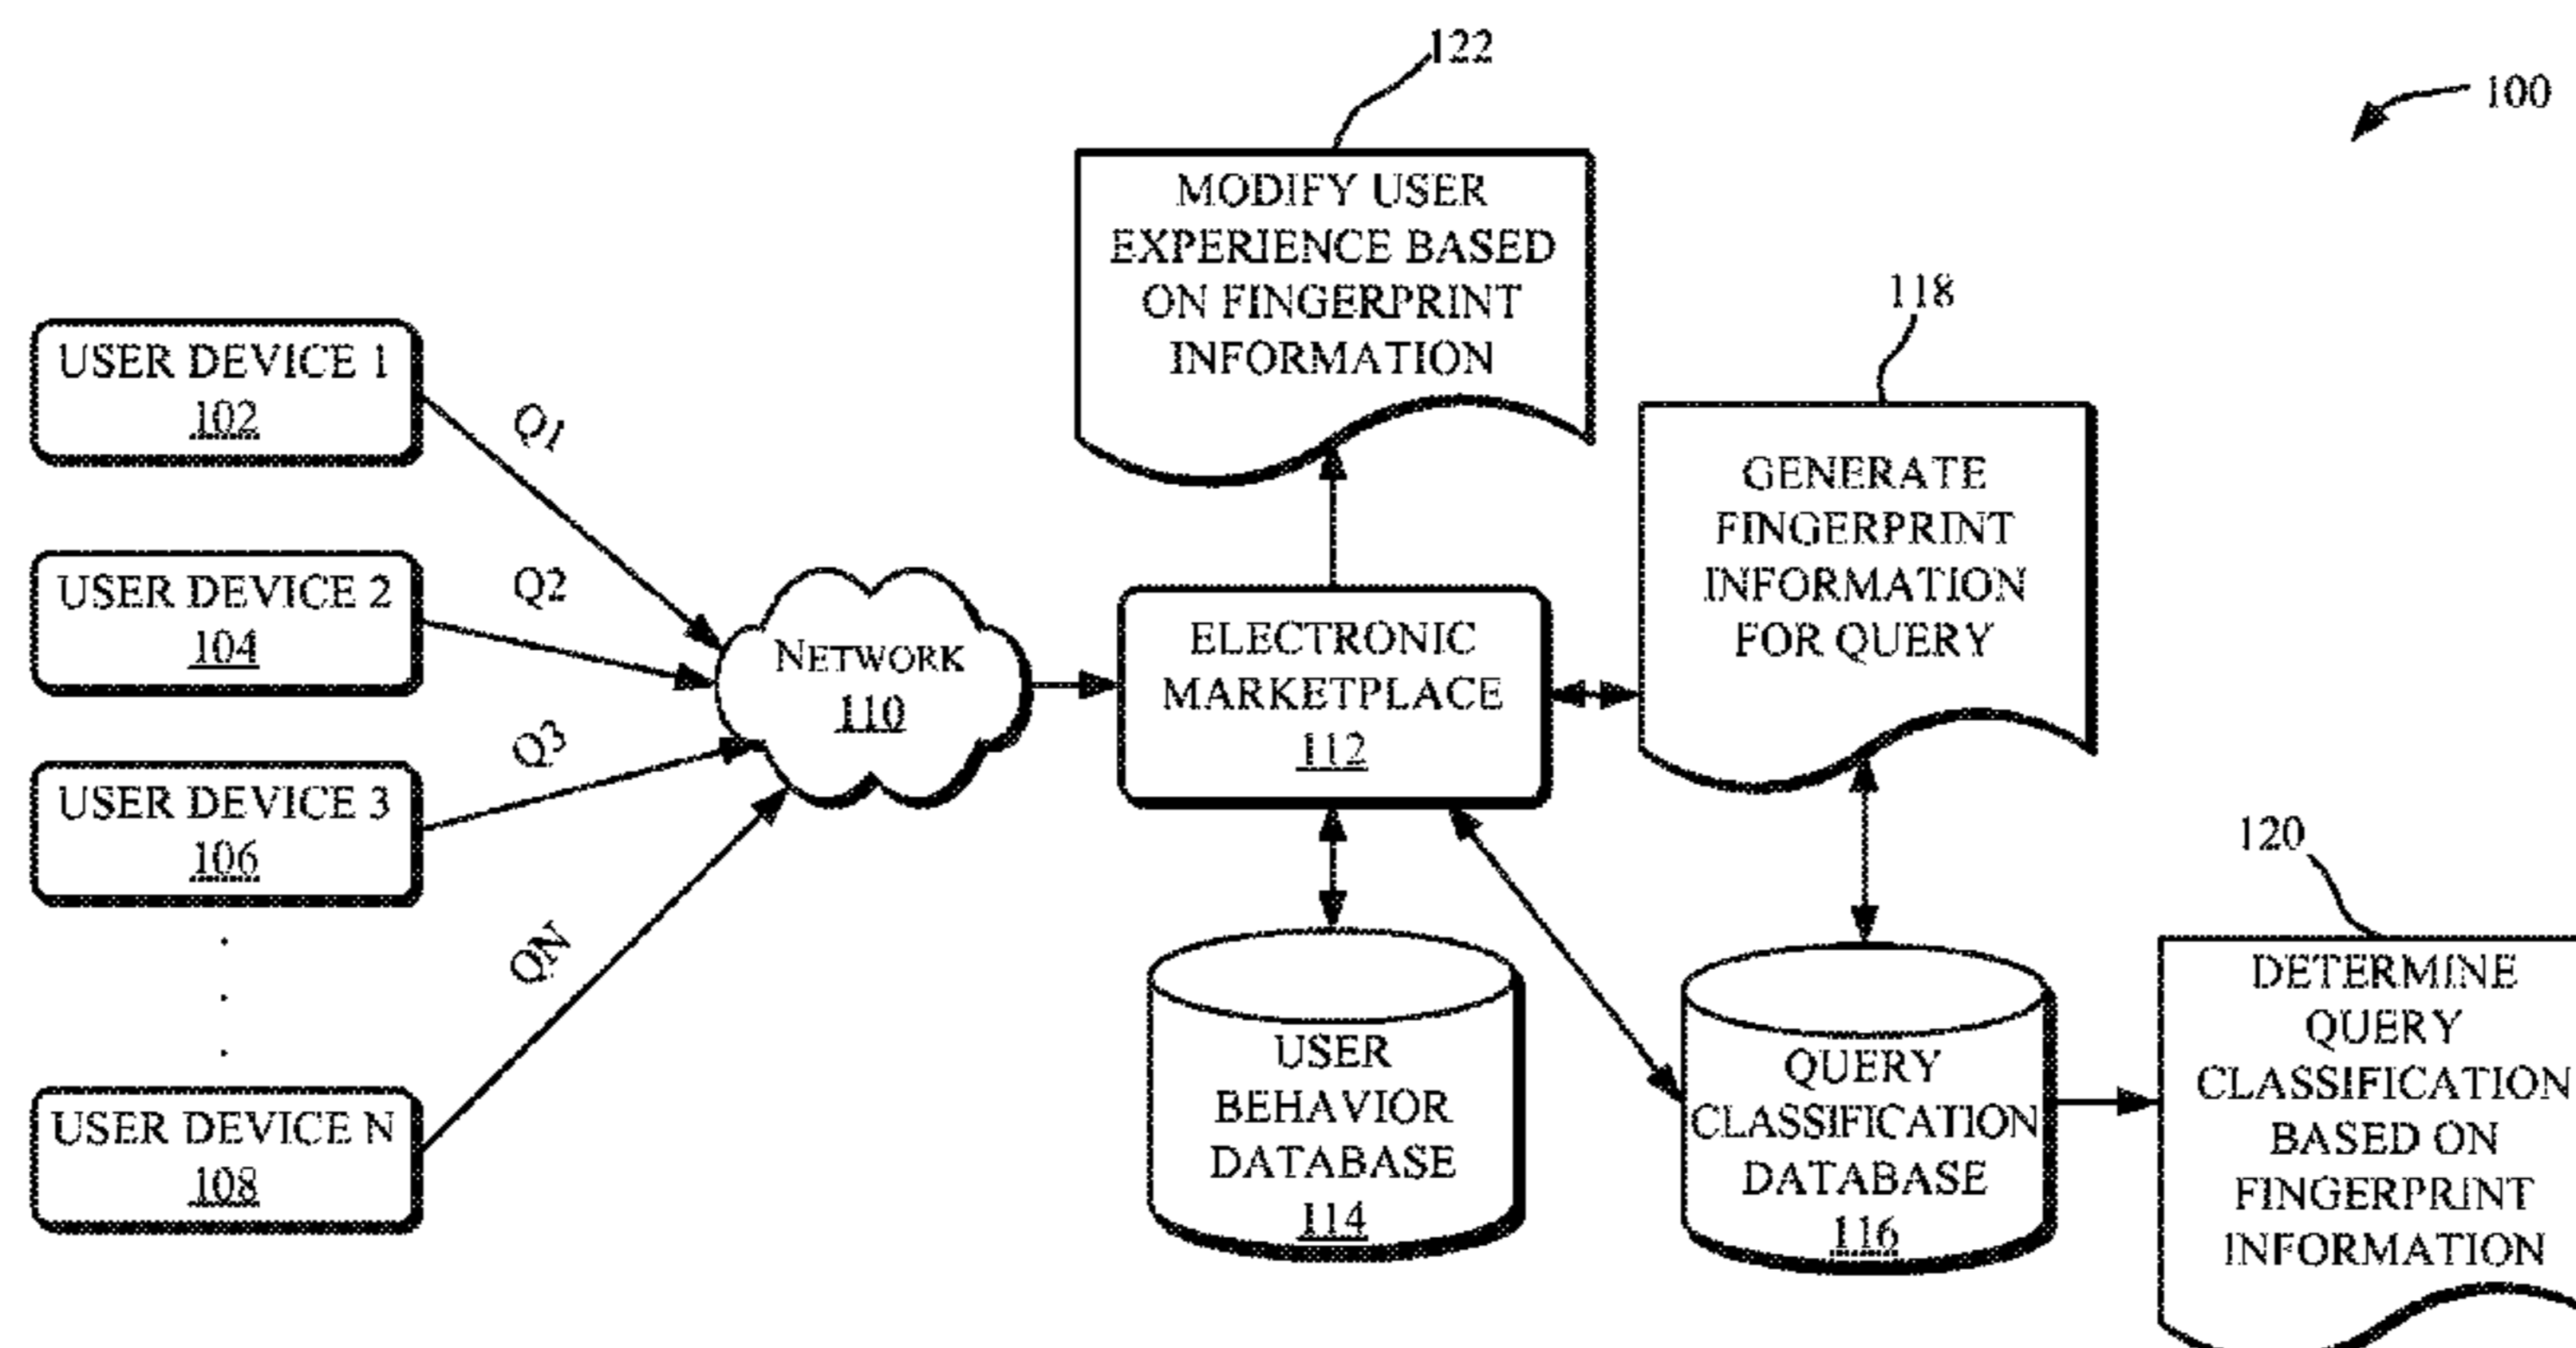 122
100
MODIFY USER
EXPERIENCE BASED
ON FINGERPRINT
INFORMATION
118
USER DEVICE 1
102
Q1
GENERATE
FINGERPRINT
INFORMATION
FOR QUERY
USER DEVICE 2
104
Q2
NETWORK
110
ELECTRONIC
MARKETPLACE
112
USER DEVICE 3
106
Q3
120
USER DEVICE N
108
QN
USER
BEHAVIOR
DATABASE
114
QUERY
CLASSIFICATION
DATABASE
116
DETERMINE
QUERY
CLASSIFICATION
BASED ON
FINGERPRINT
INFORMATION